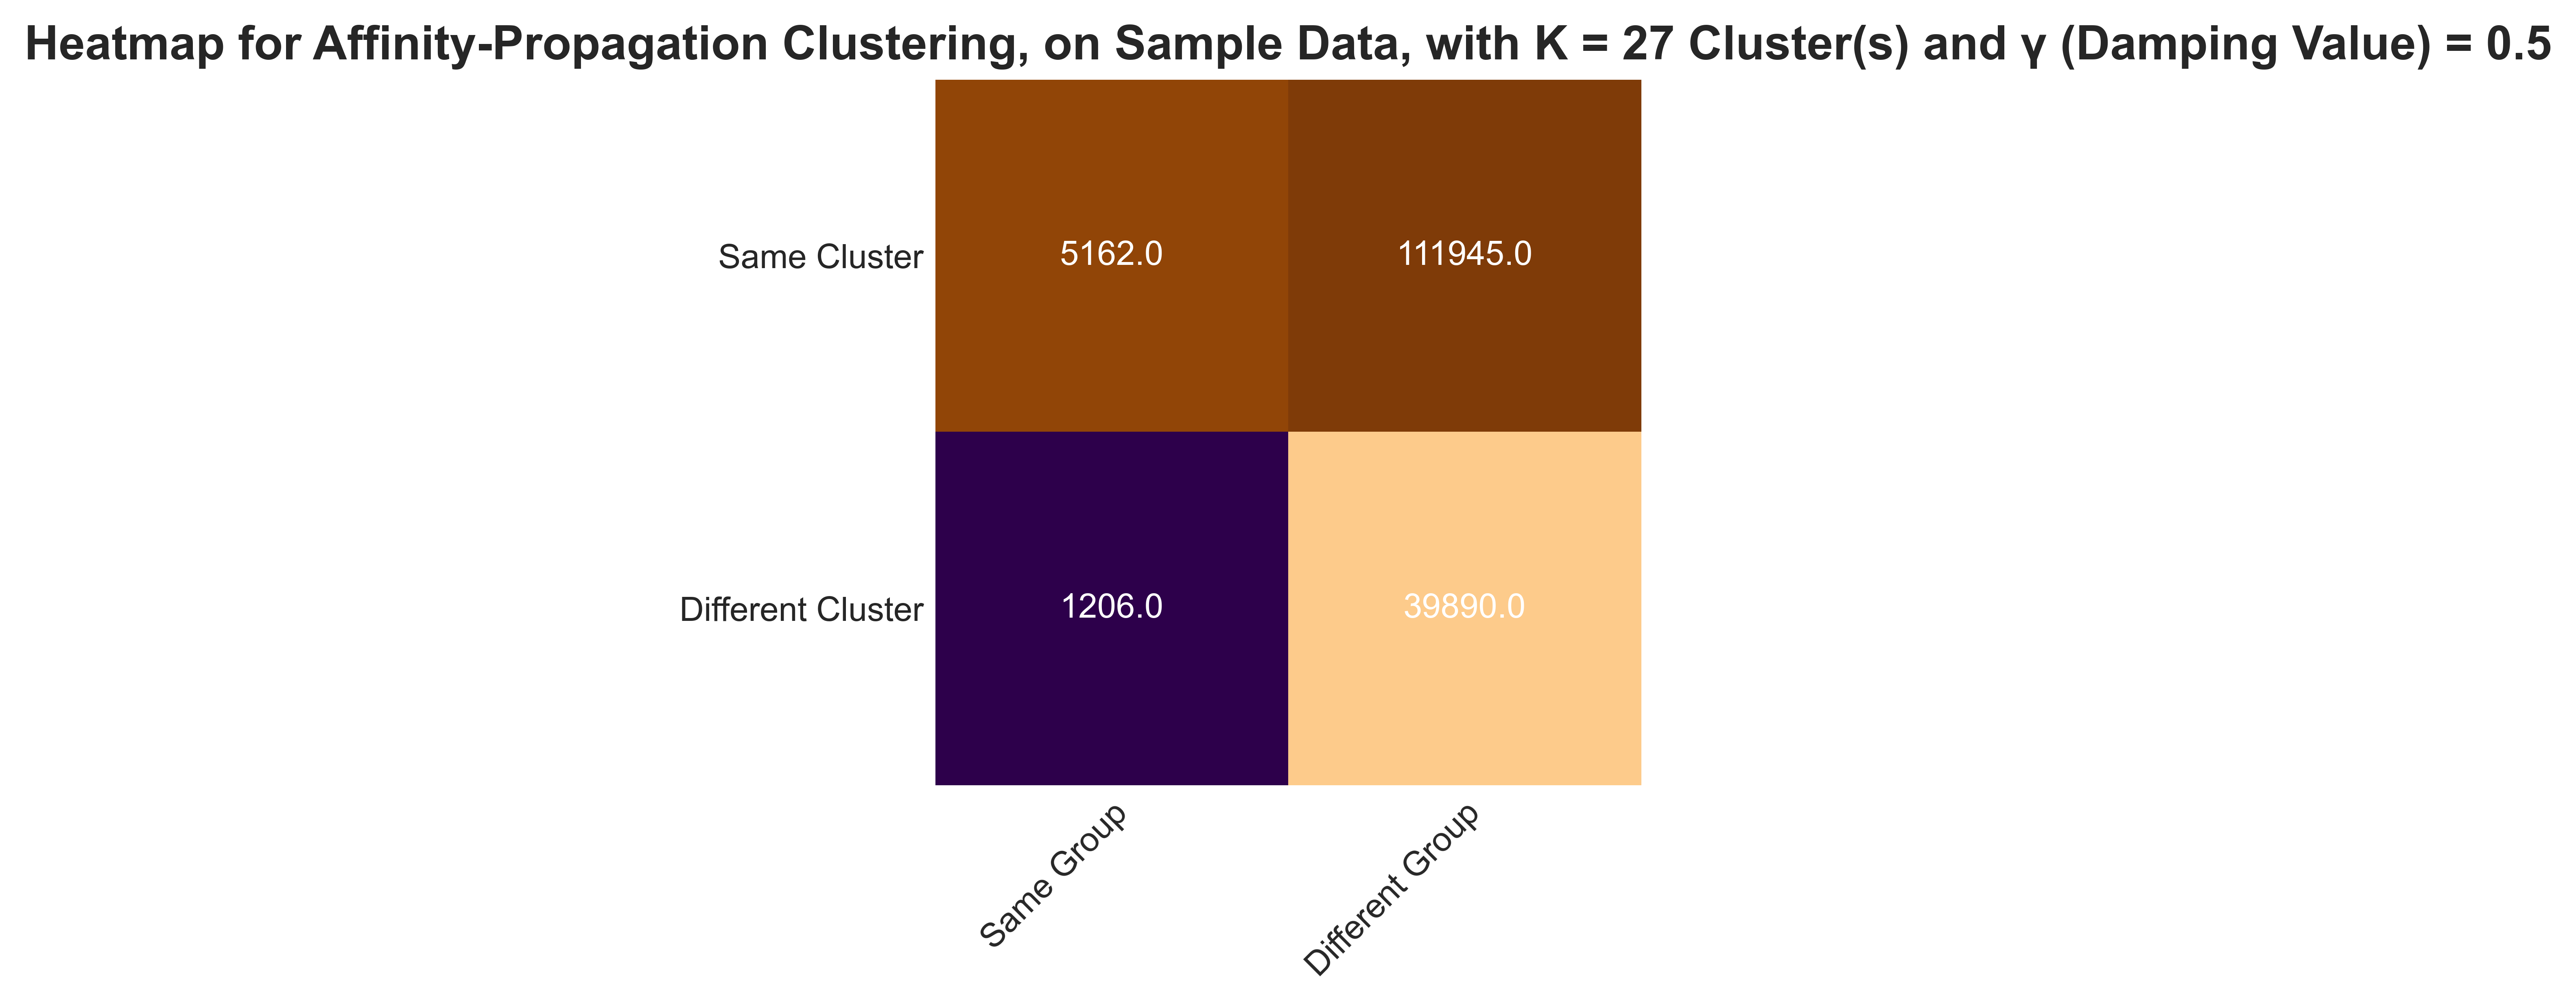 Heatmap for Affinity-Propagation Clustering, on Sample Data, with K = 27 Cluster(s) and γ (Damping Value) = 0.5
Same Cluster
5162.0
111945.0
Different Cluster
1206.0
39890.0
Same Group
Different Group